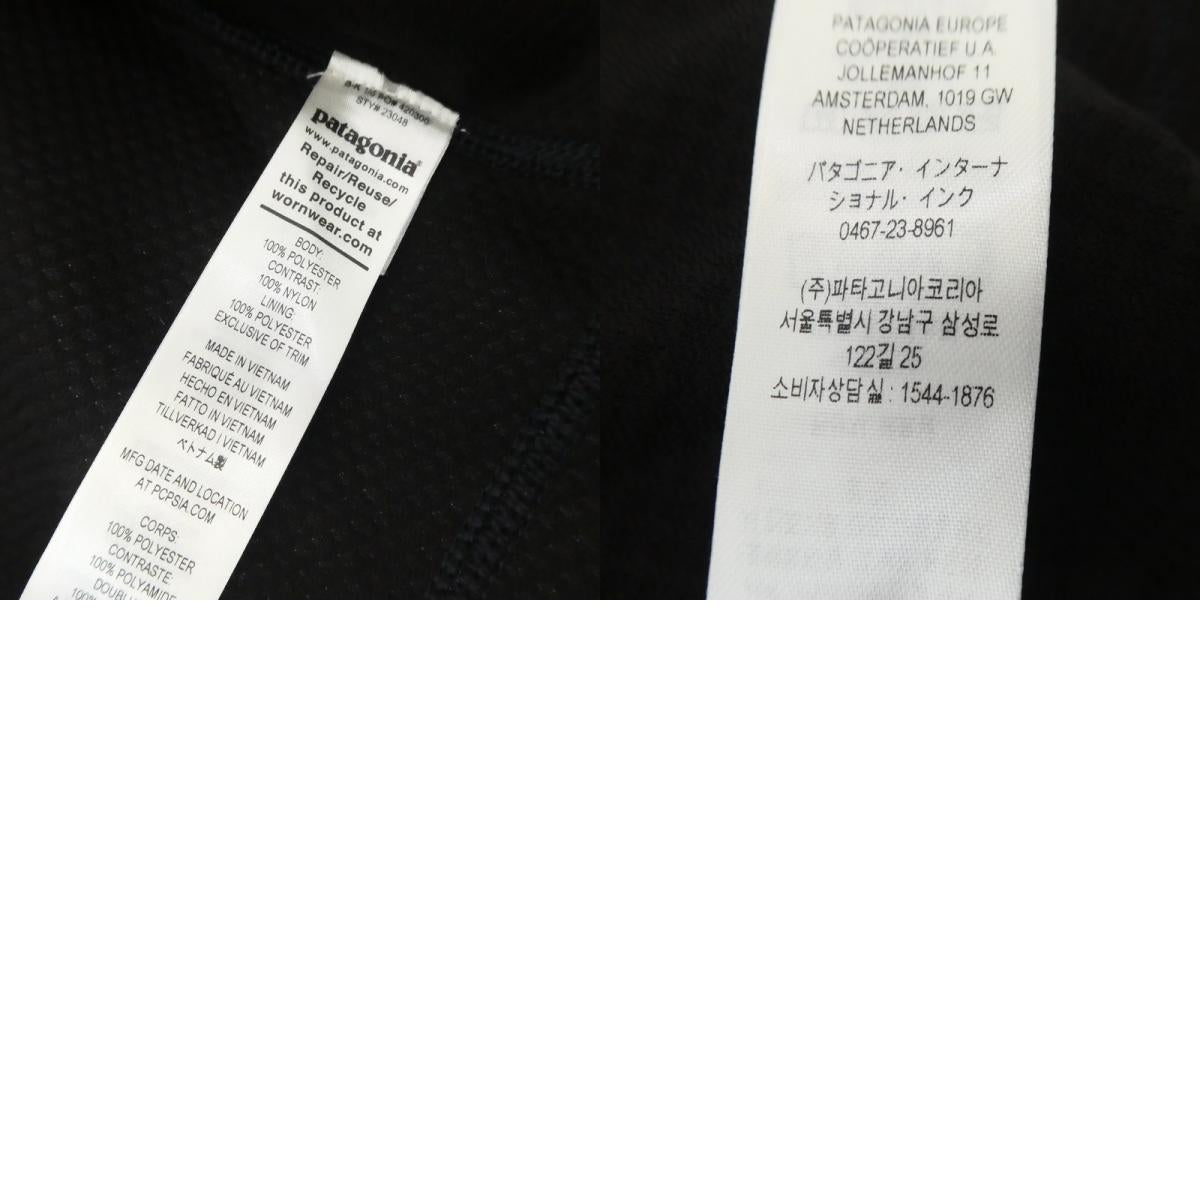 PO# 420306
STY# 23048
patagonia®
www.patagonia.com
Repair/Reuse/
Recycle
this product at
wornwear.com
BODY:
100% POLYESTER
CONTRAST:
100% NYLON
LINING:
100% POLYESTER
EXCLUSIVE OF TRIM
MADE IN VIETNAM
FABRIQUÉ AU VIETNAM
HECHO EN VIETNAM
FATTO IN VIETNAM
TILLVERKAD I VIETNAM
ベトナム製
MFG DATE AND LOCATION
AT PCPSIA.COM
CORPS:
100% POLYESTER
CONTRASTE:
100% POLYAMIDE
PATAGONIA EUROPE
COÖPERATIEF U.A.
JOLLEMANHOF 11
AMSTERDAM, 1019 GW
NETHERLANDS
パタゴニア・インターナ
ショナル・インク
0467-23-8961
(주)파타고니아코리아
서울특별시 강남구 삼성로
122길 25
소비자상담실 : 1544-1876